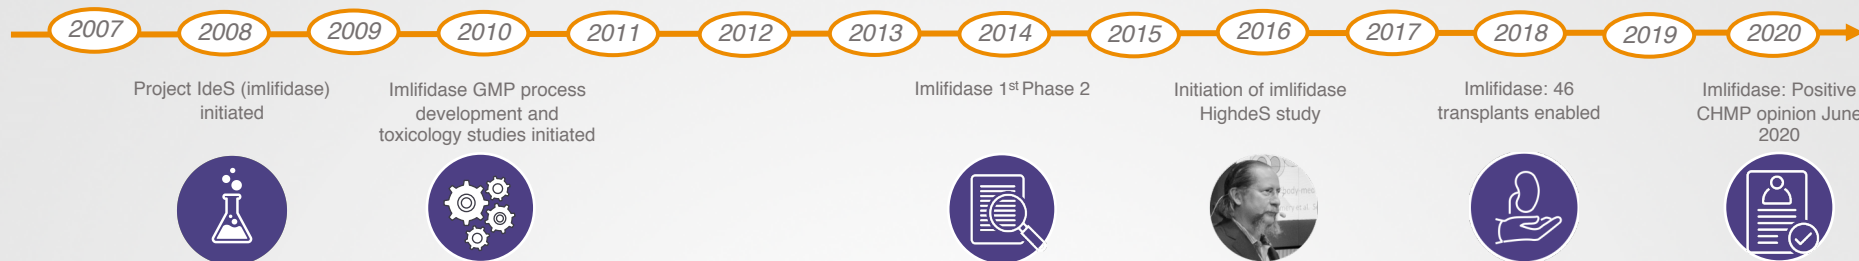 2007 2008 2009 2010 2011 2012 2013 2014 2015 2016 2017 2018 2019 2020
Project IdeS (imlifidase)
initiated
Imlifidase GMP process
development and
toxicology studies initiated
Imlifidase 1st Phase 2
Initiation of imlifidase
HighdeS study
Imlifidase: 46
transplants enabled
Imlifidase: Positive
CHMP opinion June
2020